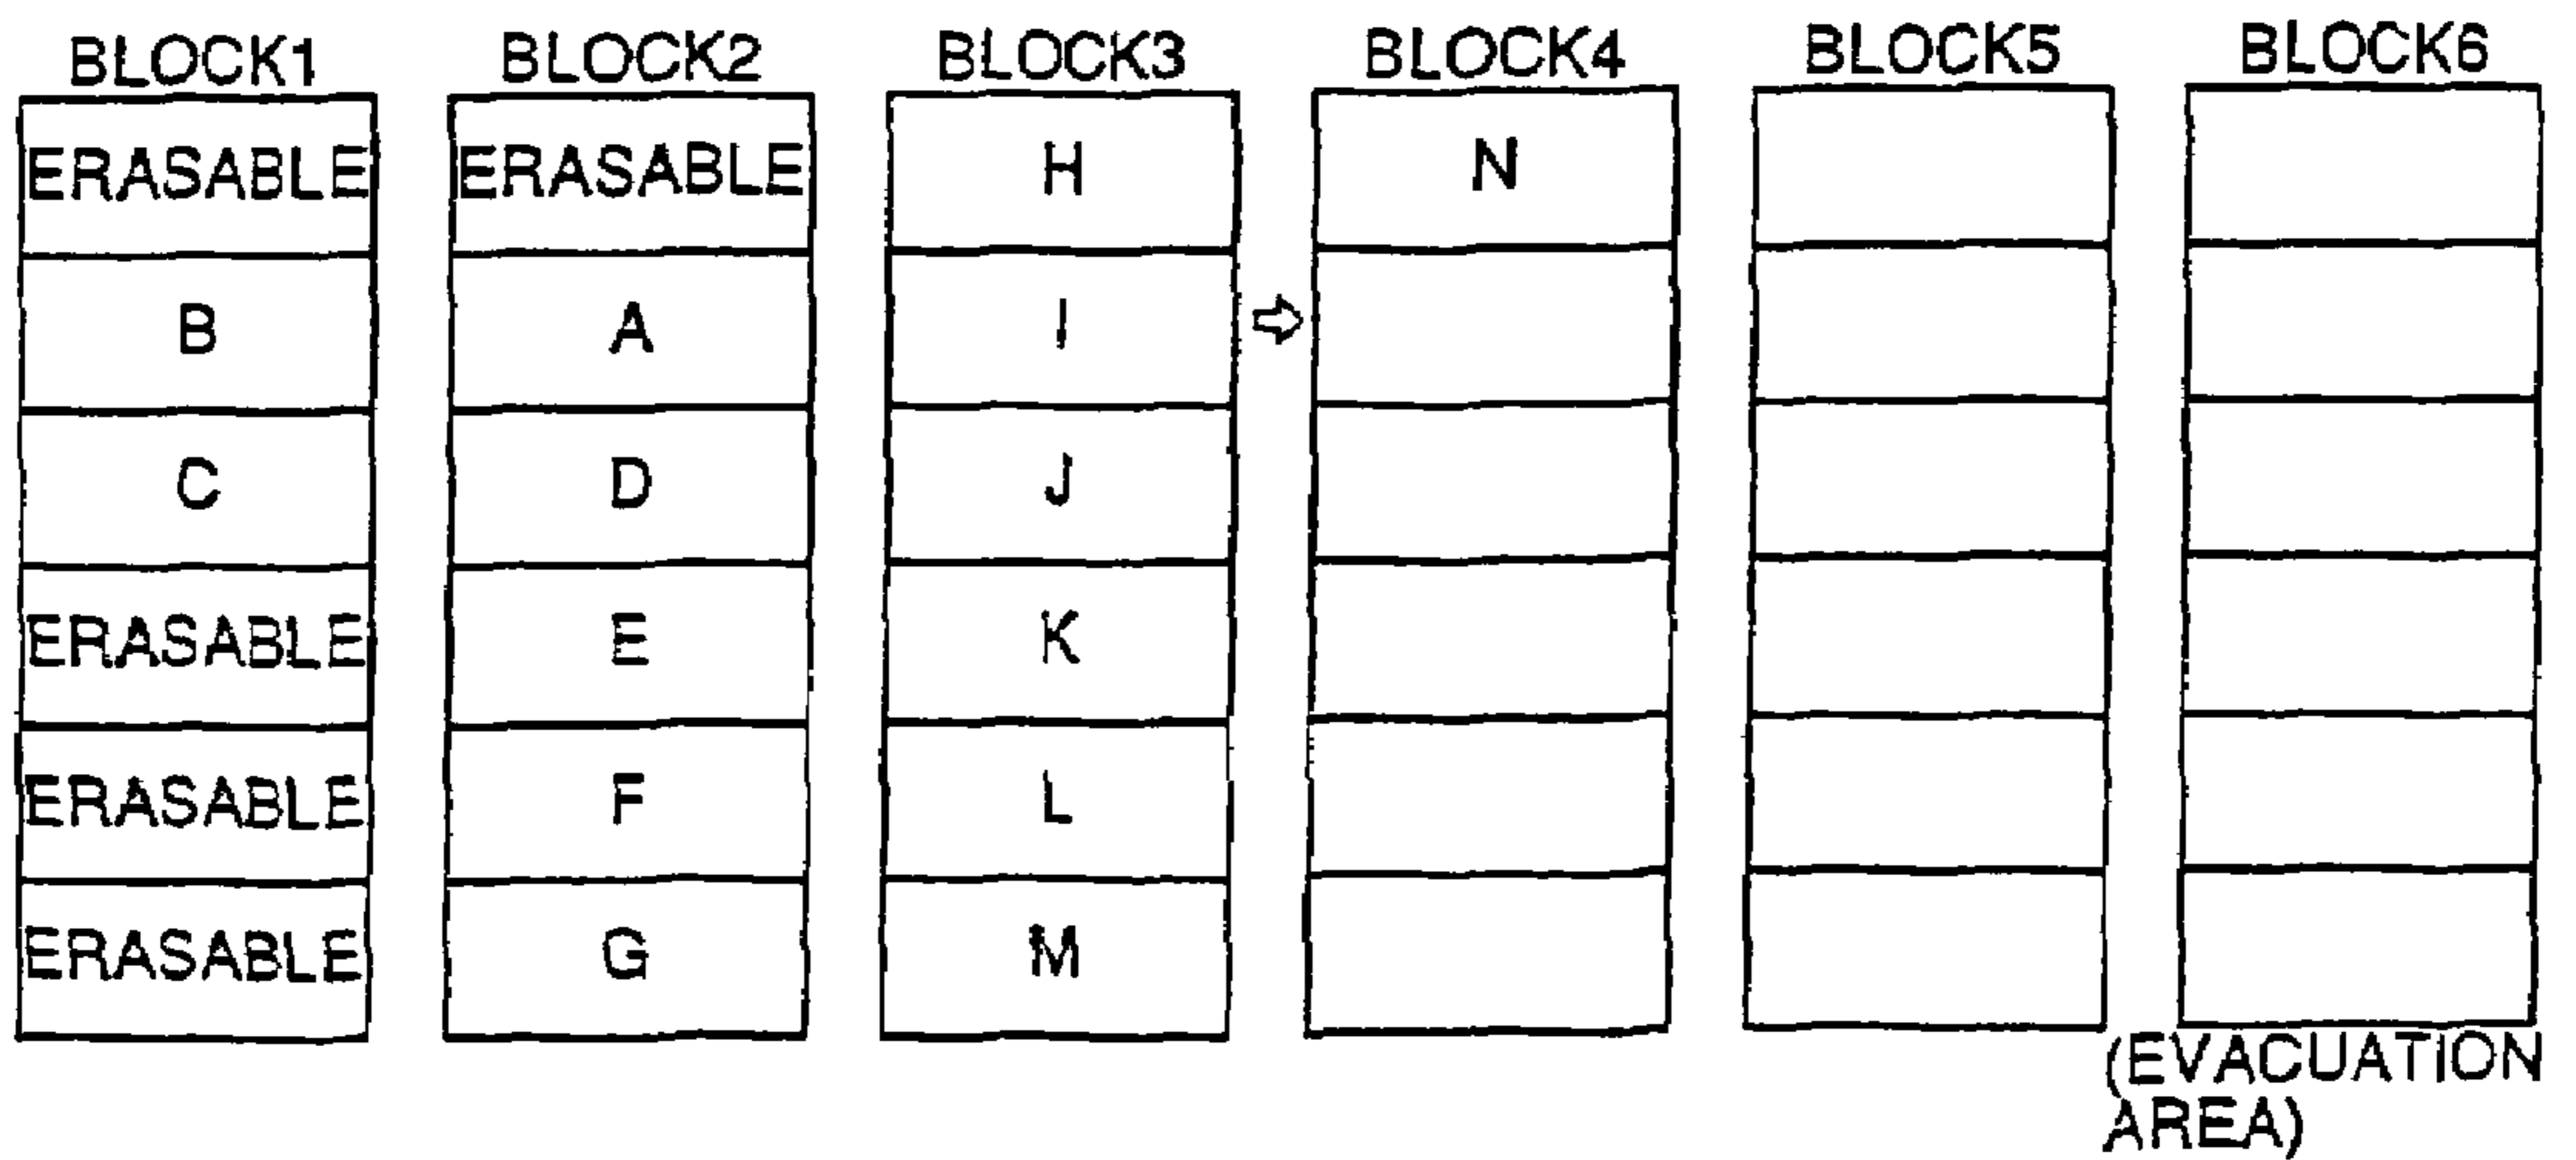 BLOCK1 BLOCK2 BLOCK3 BLOCK4 BLOCK5 BLOCK6
ERASABLE ERASABLE H N
B A I
C D J
ERASABLE E K
ERASABLE F L
ERASABLE G M
(EVACUATION
AREA)